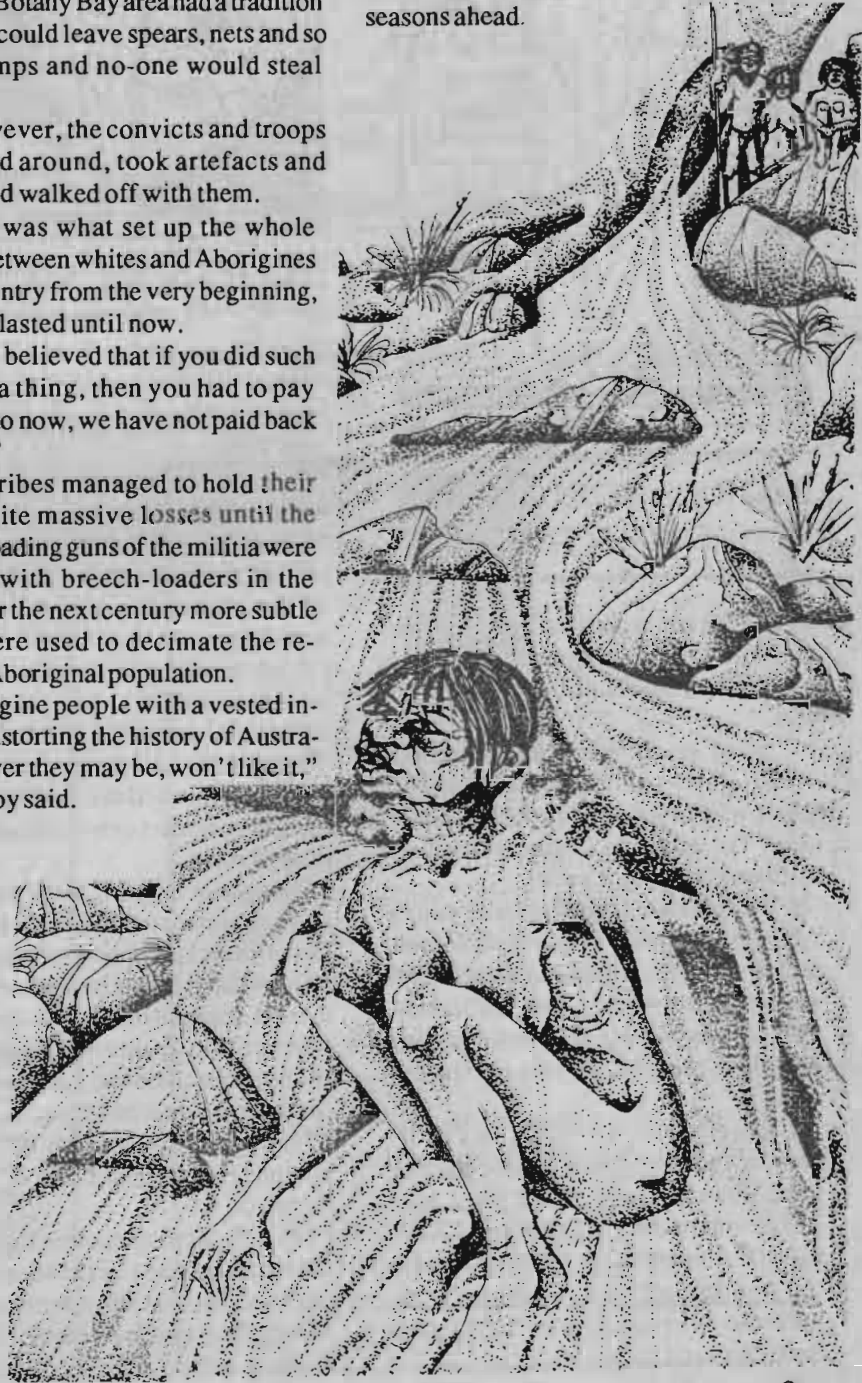 Botany Bay area had a tradition
could leave spears, nets and so
mps and no-one would steal
ever, the convicts and troops
d around, took artefacts and
d walked off with them.
was what set up the whole
etween whites and Aborigines
ntry from the very beginning,
lasted until now.
believed that if you did such
a thing, then you had to pay
o now, we have not paid back
ribes managed to hold their
ite massive losses until the
ading guns of the militia were
with breech-loaders in the
r the next century more subtle
ere used to decimate the re-
Aboriginal population.
gine people with a vested in-
storting the history of Austra-
er they may be, won't like it,"
by said.
seasons ahead.